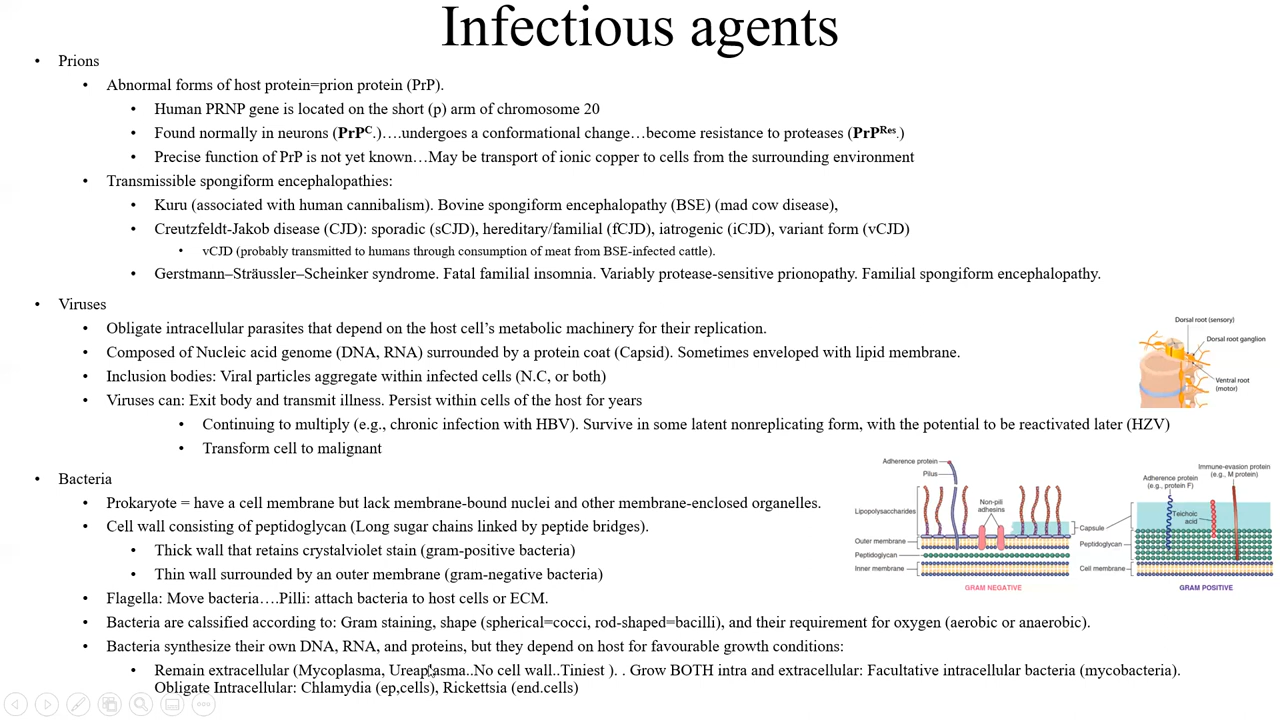 Infectious agents
• Prions
• Abnormal forms of host protein=prion protein (PrP).
• Human PRNP gene is located on the short (p) arm of chromosome 20
• Found normally in neurons (PrPC.)….undergoes a conformational change…become resistance to proteases (PrPRes.)
• Precise function of PrP is not yet known…May be transport of ionic copper to cells from the surrounding environment
• Transmissible spongiform encephalopathies:
• Kuru (associated with human cannibalism). Bovine spongiform encephalopathy (BSE) (mad cow disease),
• Creutzfeldt-Jakob disease (CJD): sporadic (sCJD), hereditary/familial (fCJD), iatrogenic (iCJD), variant form (vCJD)
• vCJD (probably transmitted to humans through consumption of meat from BSE-infected cattle).
• Gerstmann–Sträussler–Scheinker syndrome. Fatal familial insomnia. Variably protease-sensitive prionopathy. Familial spongiform encephalopathy.
• Viruses
• Obligate intracellular parasites that depend on the host cell’s metabolic machinery for their replication.
• Composed of Nucleic acid genome (DNA, RNA) surrounded by a protein coat (Capsid). Sometimes enveloped with lipid membrane.
• Inclusion bodies: Viral particles aggregate within infected cells (N.C, or both)
• Viruses can: Exit body and transmit illness. Persist within cells of the host for years
• Continuing to multiply (e.g., chronic infection with HBV). Survive in some latent nonreplicating form, with the potential to be reactivated later (HZV)
• Transform cell to malignant
Dorsal root (sensory)
Dorsal root ganglion
Ventral root
(motor)
• Bacteria
• Prokaryote = have a cell membrane but lack membrane-bound nuclei and other membrane-enclosed organelles.
• Cell wall consisting of peptidoglycan (Long sugar chains linked by peptide bridges).
• Thick wall that retains crystalviolet stain (gram-positive bacteria)
• Thin wall surrounded by an outer membrane (gram-negative bacteria)
• Flagella: Move bacteria….Pilli: attach bacteria to host cells or ECM.
• Bacteria are calssified according to: Gram staining, shape (spherical=cocci, rod-shaped=bacilli), and their requirement for oxygen (aerobic or anaerobic).
• Bacteria synthesize their own DNA, RNA, and proteins, but they depend on host for favourable growth conditions:
• Remain extracellular (Mycoplasma, Ureaplasma..No cell wall..Tiniest ). . Grow BOTH intra and extracellular: Facultative intracellular bacteria (mycobacteria).
Obligate Intracellular: Chlamydia (ep,cells), Rickettsia (end.cells)
Adherence protein
Pilus
Non-pili
adhesins
Lipopolysaccharides
Outer membrane
Peptidoglycan
Inner membrane
GRAM NEGATIVE
Immune-evasion protein
(e.g., M protein)
Adherence protein
(e.g., protein F)
Teichoic
acid
Capsule
Peptidoglycan
Cell membrane
GRAM POSITIVE